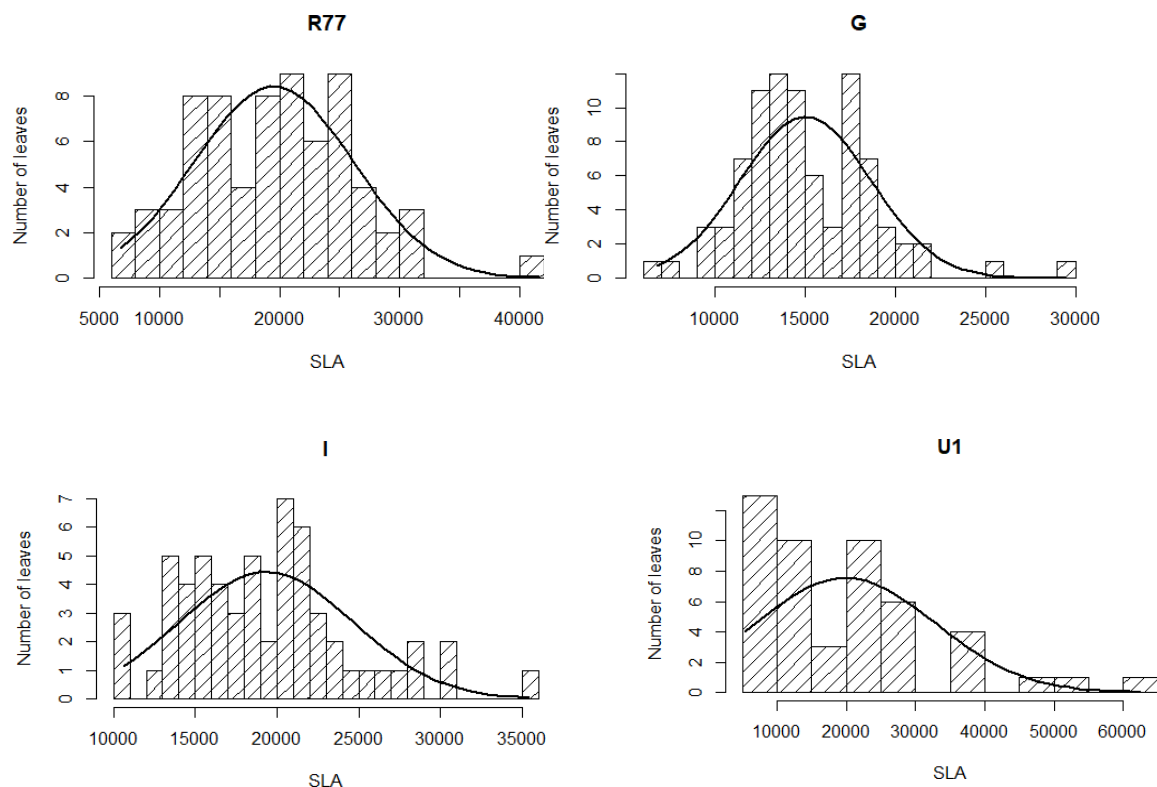 R77
Number of leaves
0 2 4 6 8
5000 10000 20000 30000 40000
SLA
G
Number of leaves
0 2 4 6 8 10
10000 15000 20000 25000 30000
SLA
I
Number of leaves
0 1 2 3 4 5 6 7
10000 15000 20000 25000 30000 35000
SLA
U1
Number of leaves
0 2 4 6 8 10
10000 20000 30000 40000 50000 60000
SLA